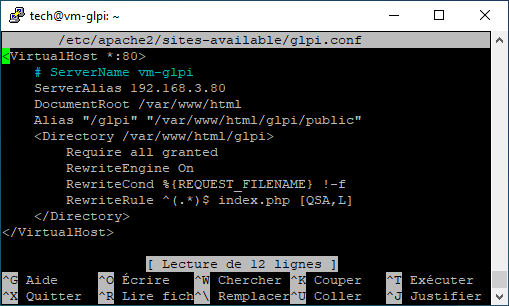 tech@vm-glpi: ~
/etc/apache2/sites-available/glpi.conf
<VirtualHost *:80>
    # ServerName vm-glpi
    ServerAlias 192.168.3.80
    DocumentRoot /var/www/html
    Alias "/glpi" "/var/www/html/glpi/public"
    <Directory /var/www/html/glpi>
        Require all granted
        RewriteEngine On
        RewriteCond %{REQUEST_FILENAME} !-f
        RewriteRule ^(.*)$ index.php [QSA,L]
    </Directory>
</VirtualHost>
[ Lecture de 12 lignes ]
^G Aide ^O Écrire ^W Chercher ^K Couper ^T Exécuter
^X Quitter ^R Lire fich ^\ Remplacer ^U Coller ^J Justifier